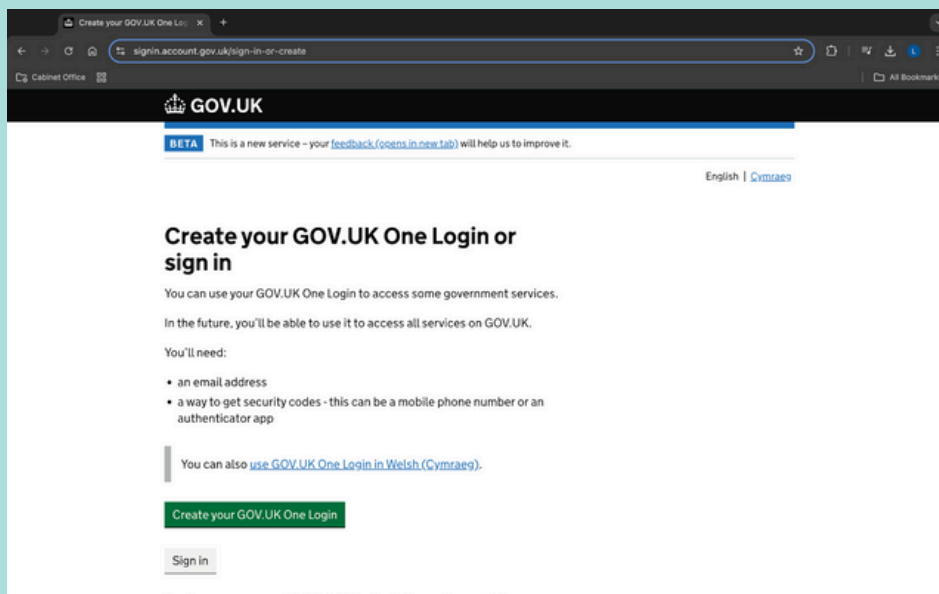 Create your GOV.UK One Log
signin.account.gov.uk/sign-in-or-create
L
Cabinet Office
All Bookmark
GOV.UK
BETA This is a new service – your feedback (opens in new tab) will help us to improve it.
English | Cymraeg
Create your GOV.UK One Login or
sign in
You can use your GOV.UK One Login to access some government services.
In the future, you'll be able to use it to access all services on GOV.UK.
You'll need:
• an email address
• a way to get security codes - this can be a mobile phone number or an
authenticator app
You can also use GOV.UK One Login in Welsh (Cymraeg).
Create your GOV.UK One Login
Sign in